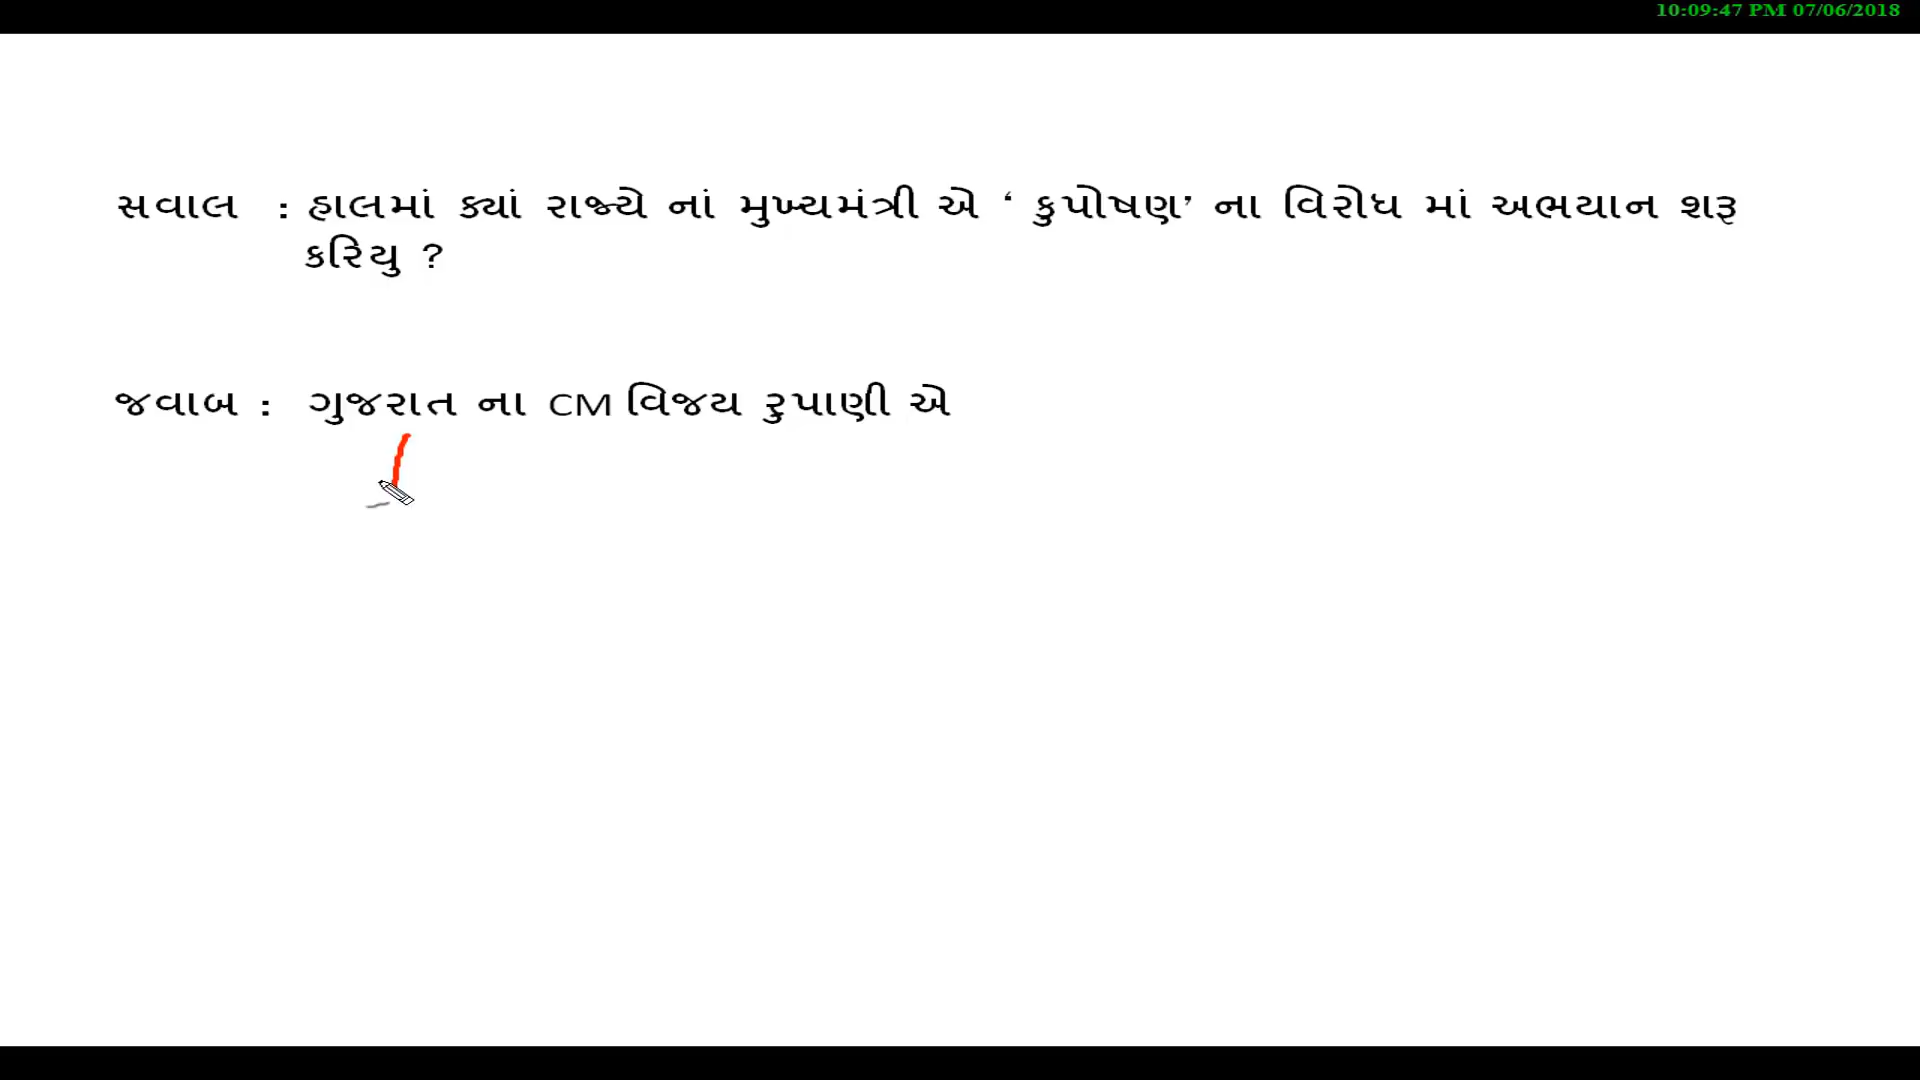 10:09:47 PM 07/06/2018
સવાલ : હાલમાં ક્યાં રાજ્યે નાં મુખ્યમંત્રી એ ‘ કુપોષણ’ ના વિરોધ માં અભયાન શરૂ
કરિયુ ?
જવાબ : ગુજરાત ના CM વિજય રુપાણી એ